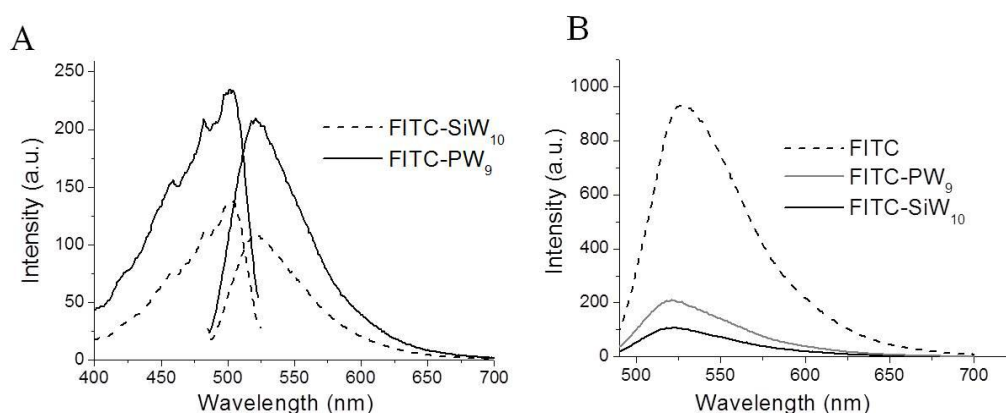 A
250
200
150
100
50
0
Intensity (a.u.)
400 450 500 550 600 650 700
Wavelength (nm)
FITC-SiW₁₀
FITC-PW₉
B
1000
800
600
400
200
0
Intensity (a.u.)
500 550 600 650 700
Wavelength (nm)
FITC
FITC-PW₉
FITC-SiW₁₀